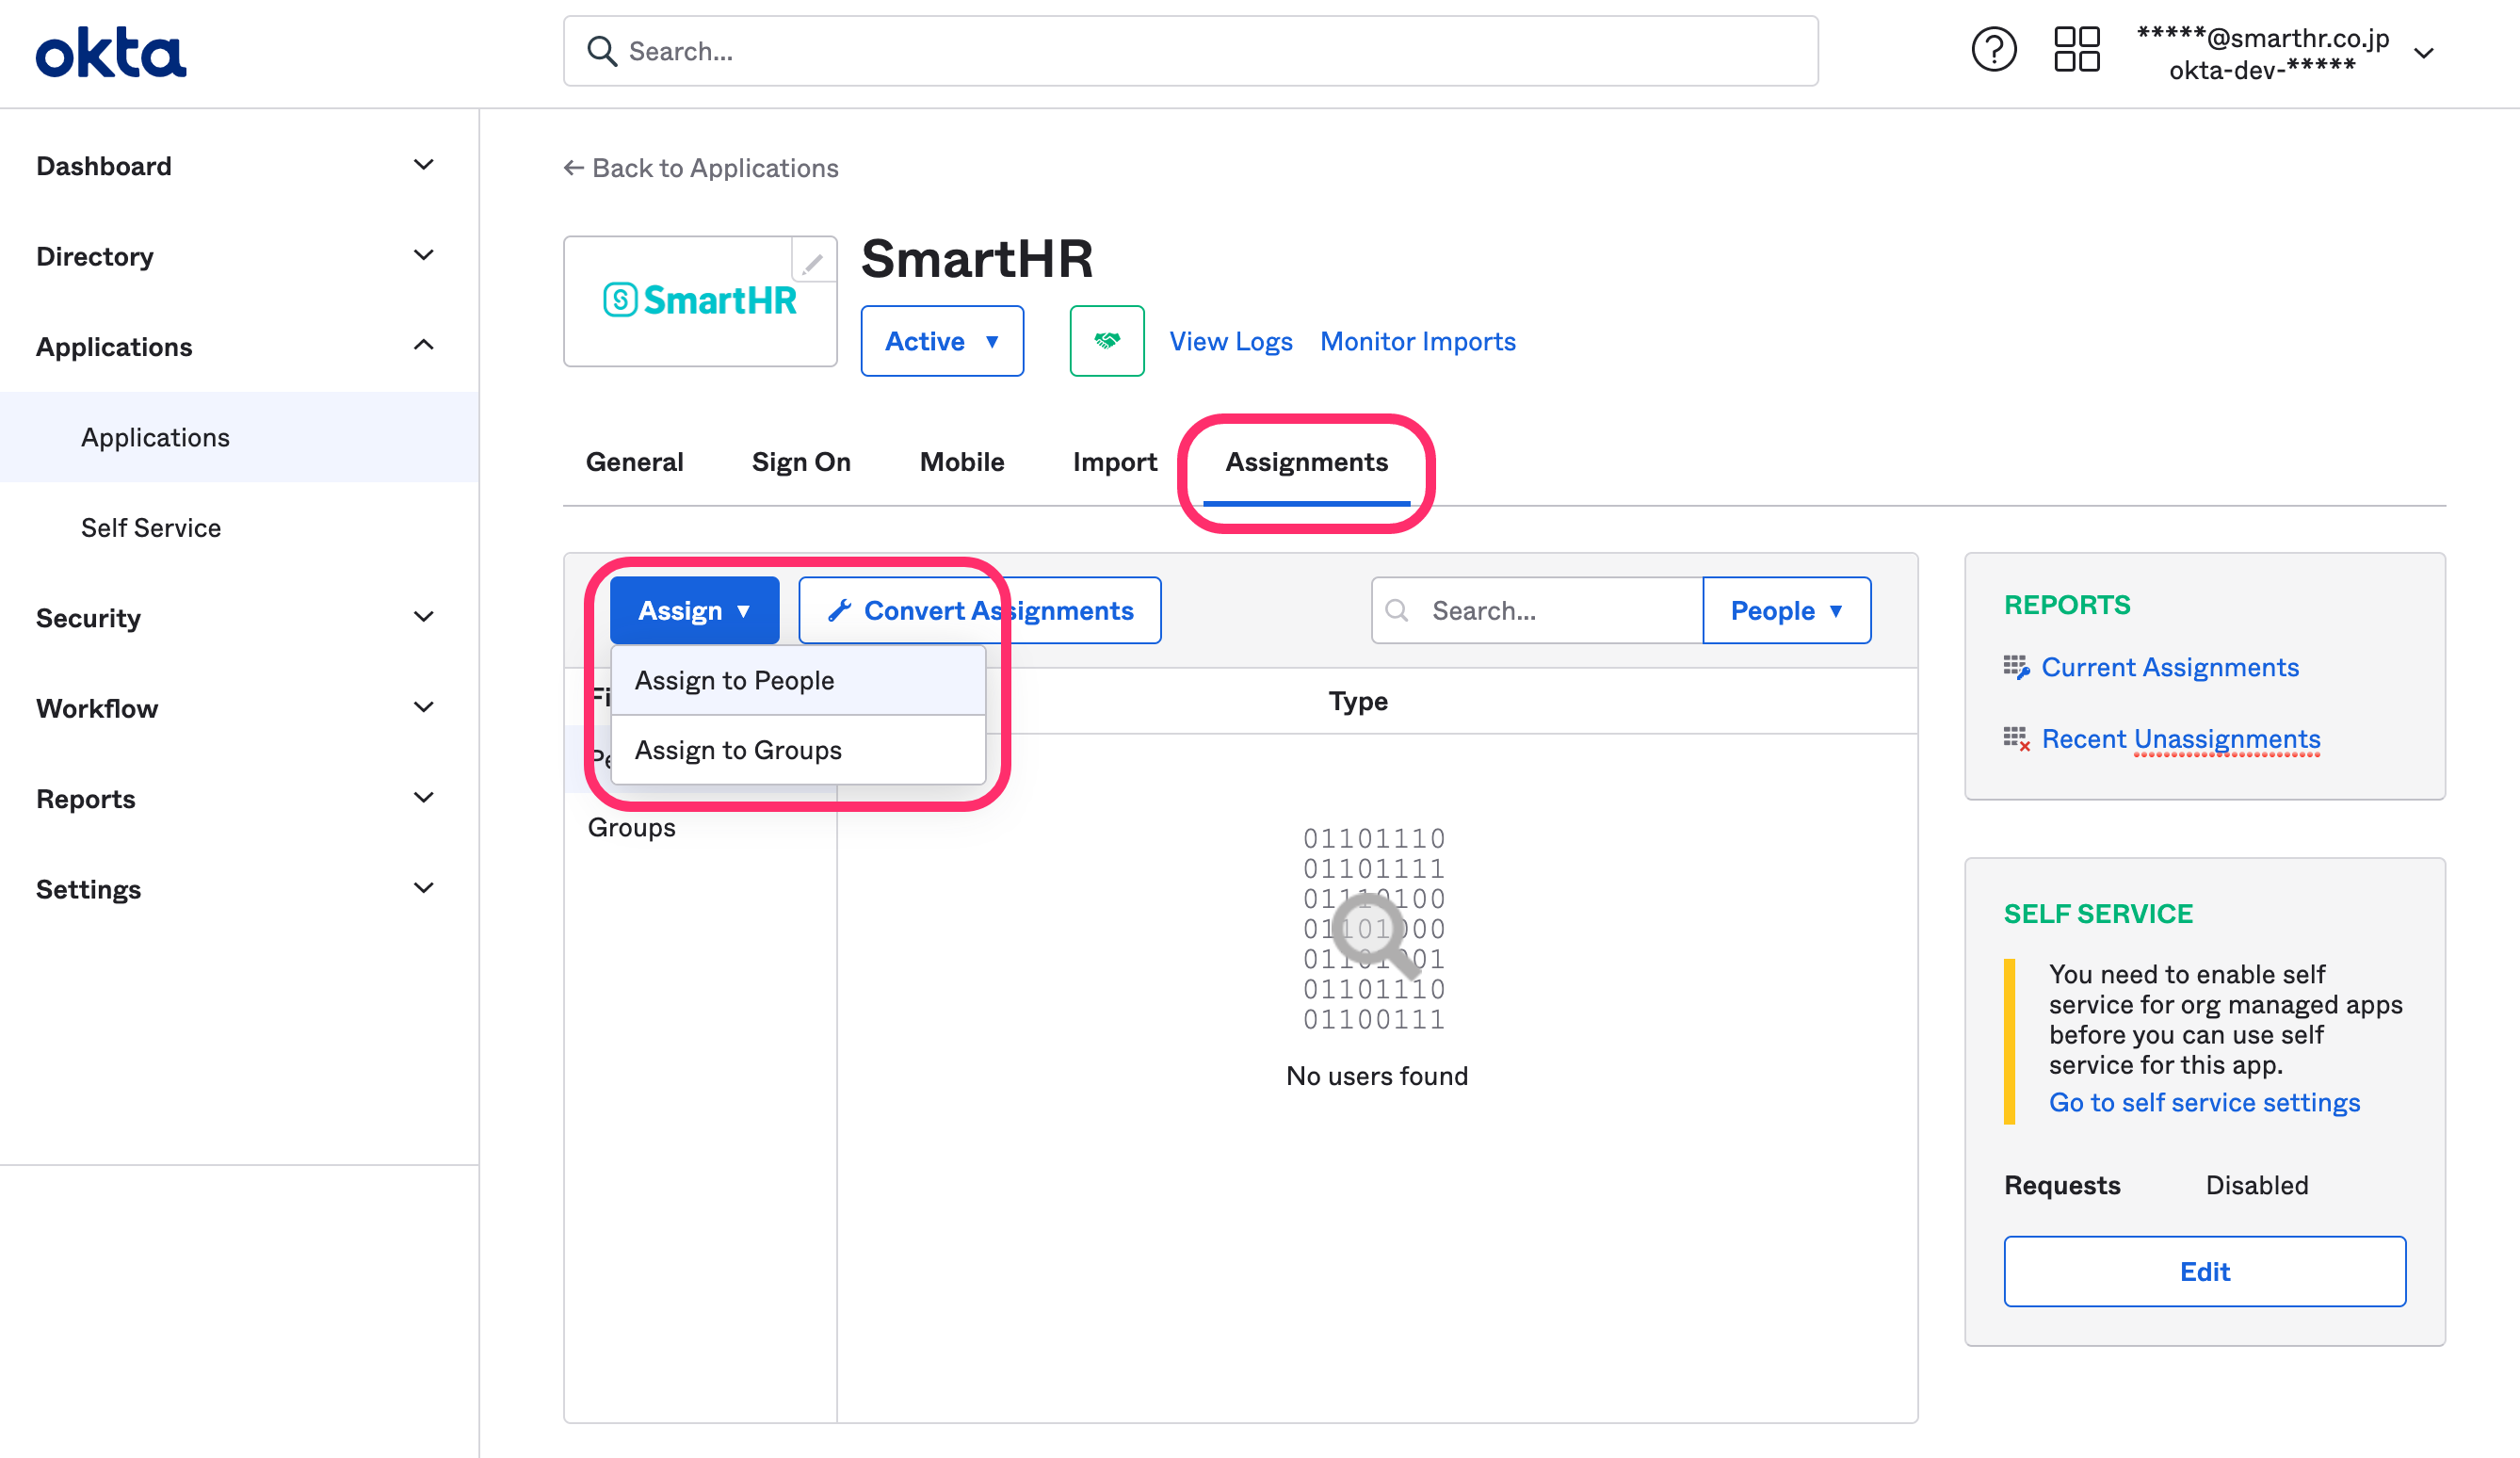 okta
Search...
*****@smarthr.co.jp
okta-dev-*****
Dashboard
Directory
Applications
Applications
Self Service
Security
Workflow
Reports
Settings
← Back to Applications
SmartHR
SmartHR
Active ▼
View Logs
Monitor Imports
General
Sign On
Mobile
Import
Assignments
Assign ▼
Convert Assignments
Search...
People ▼
Assign to People
Assign to Groups
Type
Groups
01101110
01101111
01110100
01101000
01101001
01101110
01100111
No users found
REPORTS
Current Assignments
Recent Unassignments
SELF SERVICE
You need to enable self
service for org managed apps
before you can use self
service for this app.
Go to self service settings
Requests Disabled
Edit